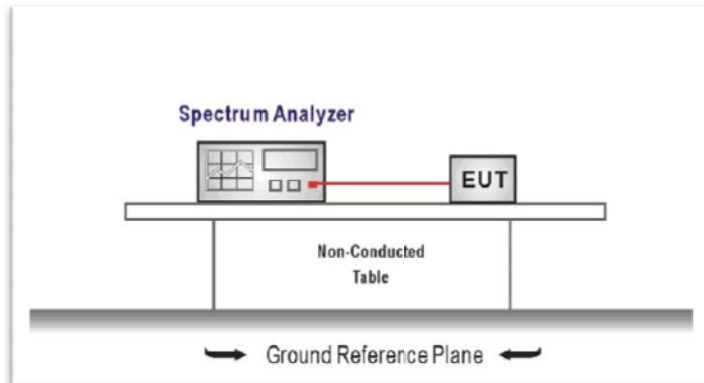 Spectrum Analyzer
EUT
Non-Conducted
Table
Ground Reference Plane